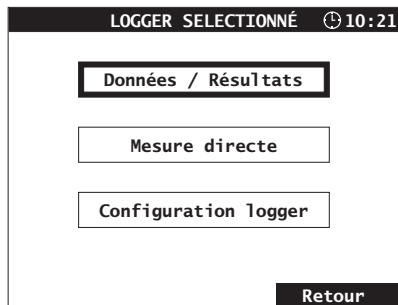 LOGGER SELECTIONNÉ 10:21
Données / Résultats
Mesure directe
Configuration logger
Retour